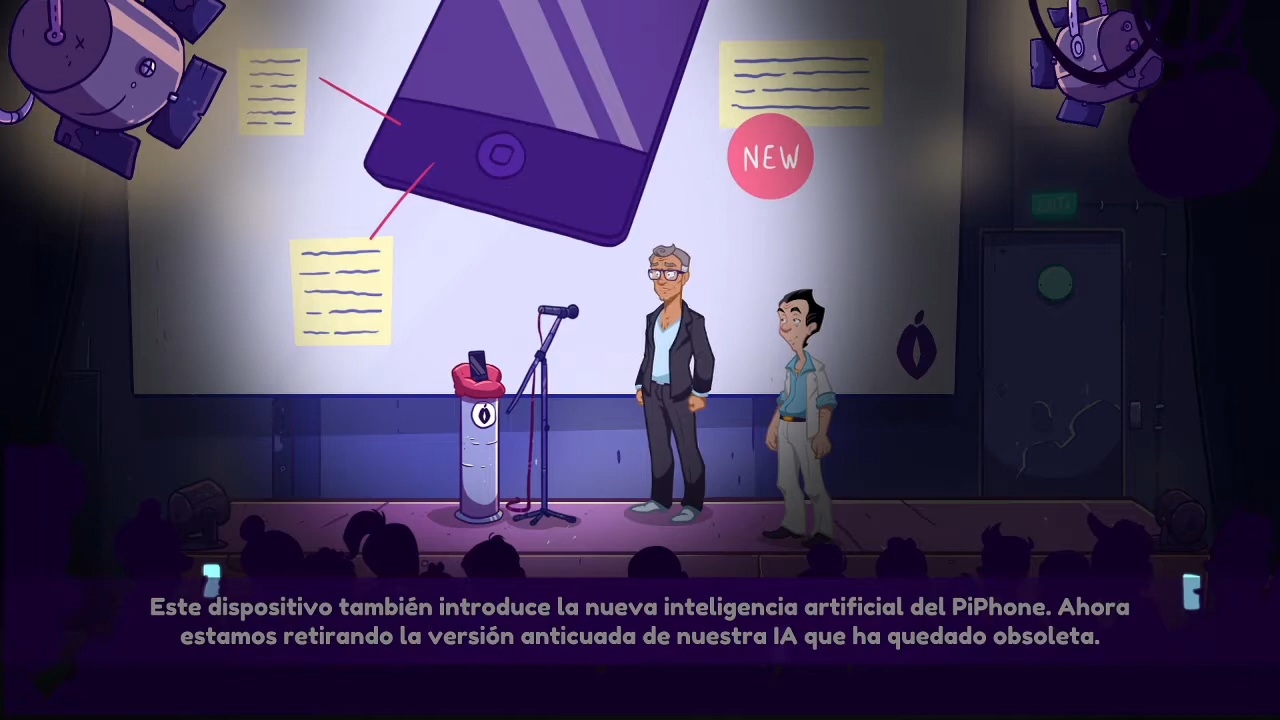 NEW
Este dispositivo también introduce la nueva inteligencia artificial del PiPhone. Ahora
estamos retirando la versión anticuada de nuestra IA que ha quedado obsoleta.